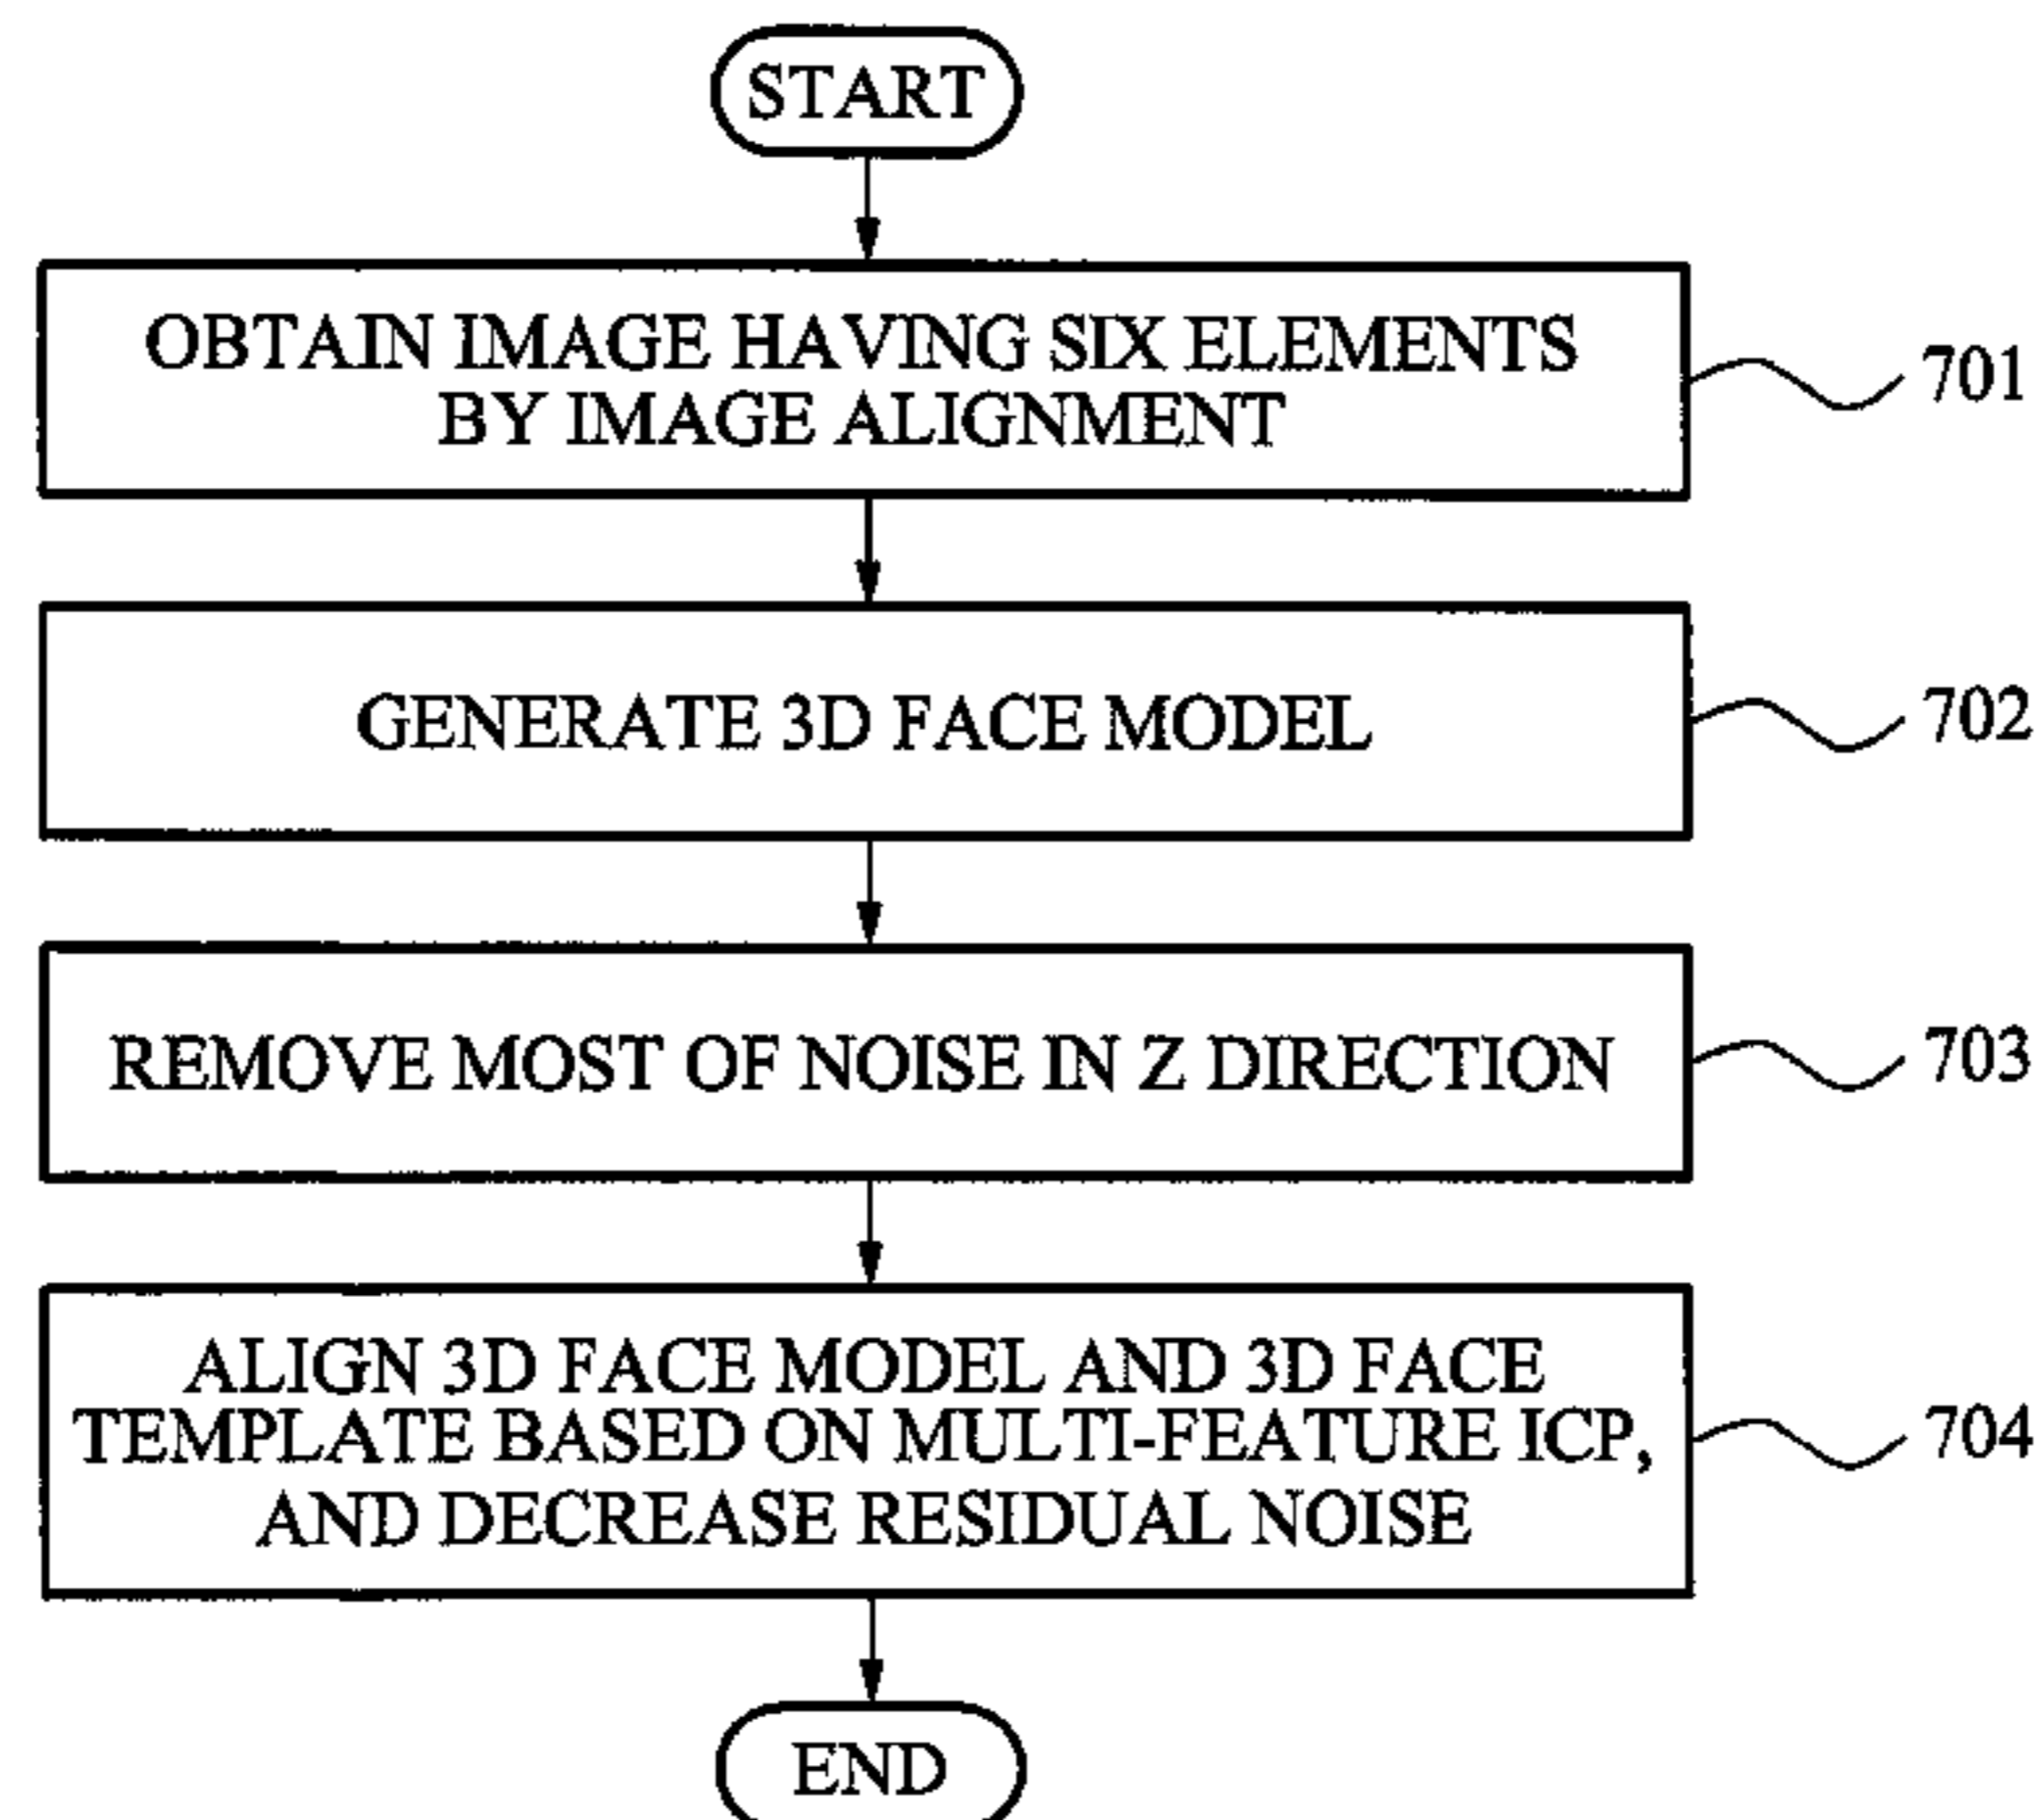 START
OBTAIN IMAGE HAVING SIX ELEMENTS
BY IMAGE ALIGNMENT
701
GENERATE 3D FACE MODEL
702
REMOVE MOST OF NOISE IN Z DIRECTION
703
ALIGN 3D FACE MODEL AND 3D FACE
TEMPLATE BASED ON MULTI-FEATURE ICP,
AND DECREASE RESIDUAL NOISE
704
END